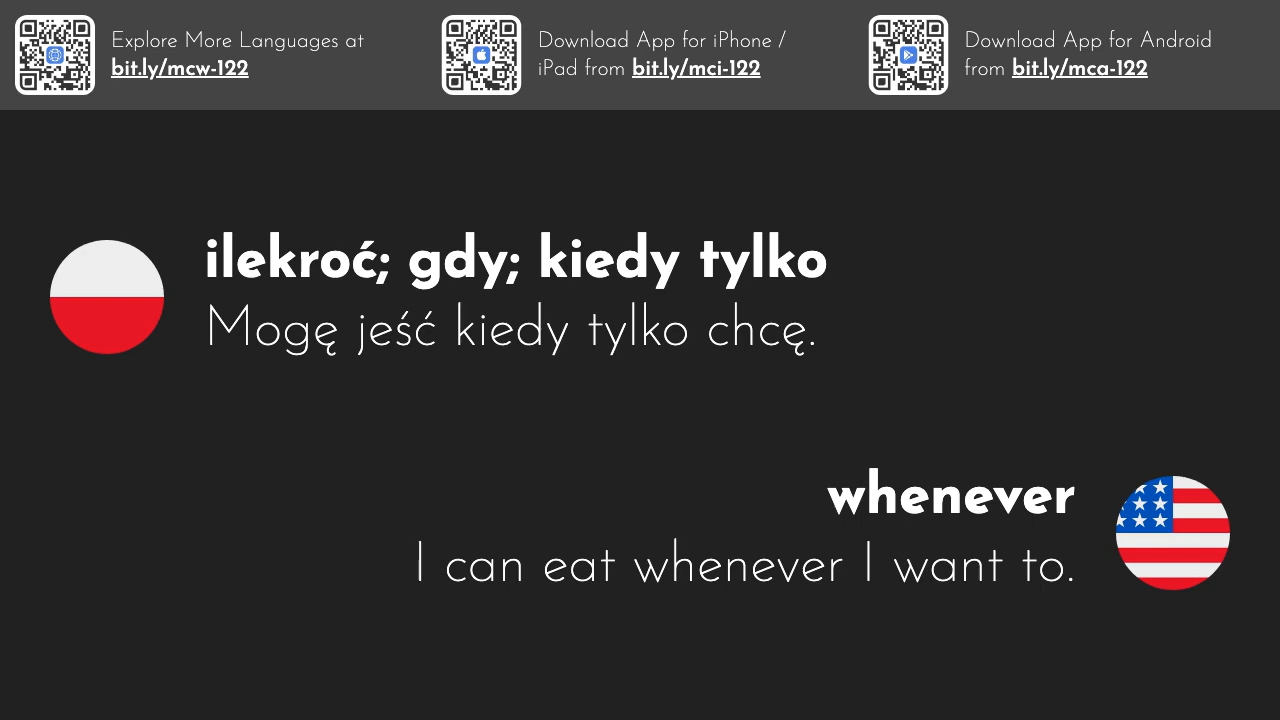 Explore More Languages at
bit.ly/mcw-122
Download App for iPhone /
iPad from bit.ly/mci-122
Download App for Android
from bit.ly/mca-122
ilekroć; gdy; kiedy tylko
Mogę jeść kiedy tylko chcę.
whenever
I can eat whenever I want to.